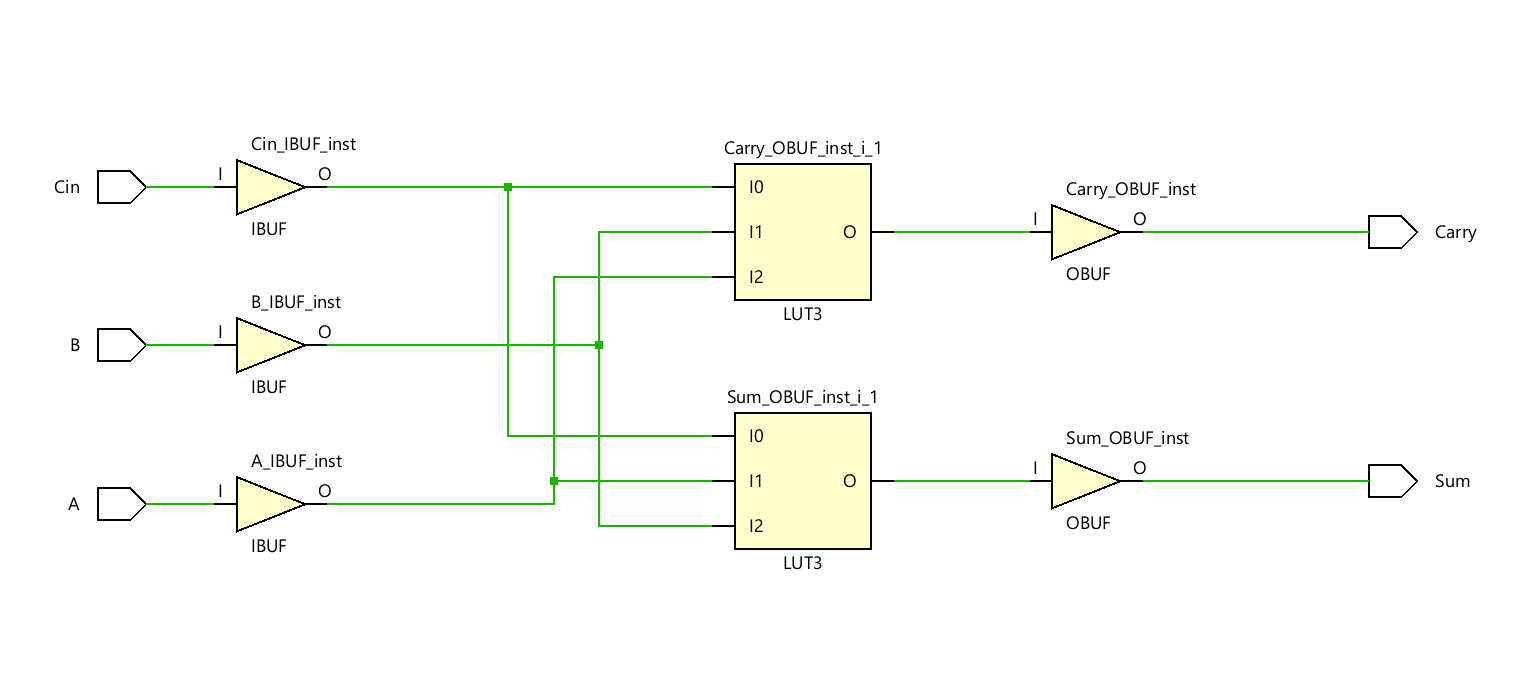 Cin_IBUF_inst
Cin
I
O
IBUF
B_IBUF_inst
B
I
O
IBUF
A_IBUF_inst
A
I
O
IBUF
Carry_OBUF_inst_i_1
I0
I1
I2
O
LUT3
Sum_OBUF_inst_i_1
I0
I1
I2
O
LUT3
Carry_OBUF_inst
I
O
OBUF
Carry
Sum_OBUF_inst
I
O
OBUF
Sum